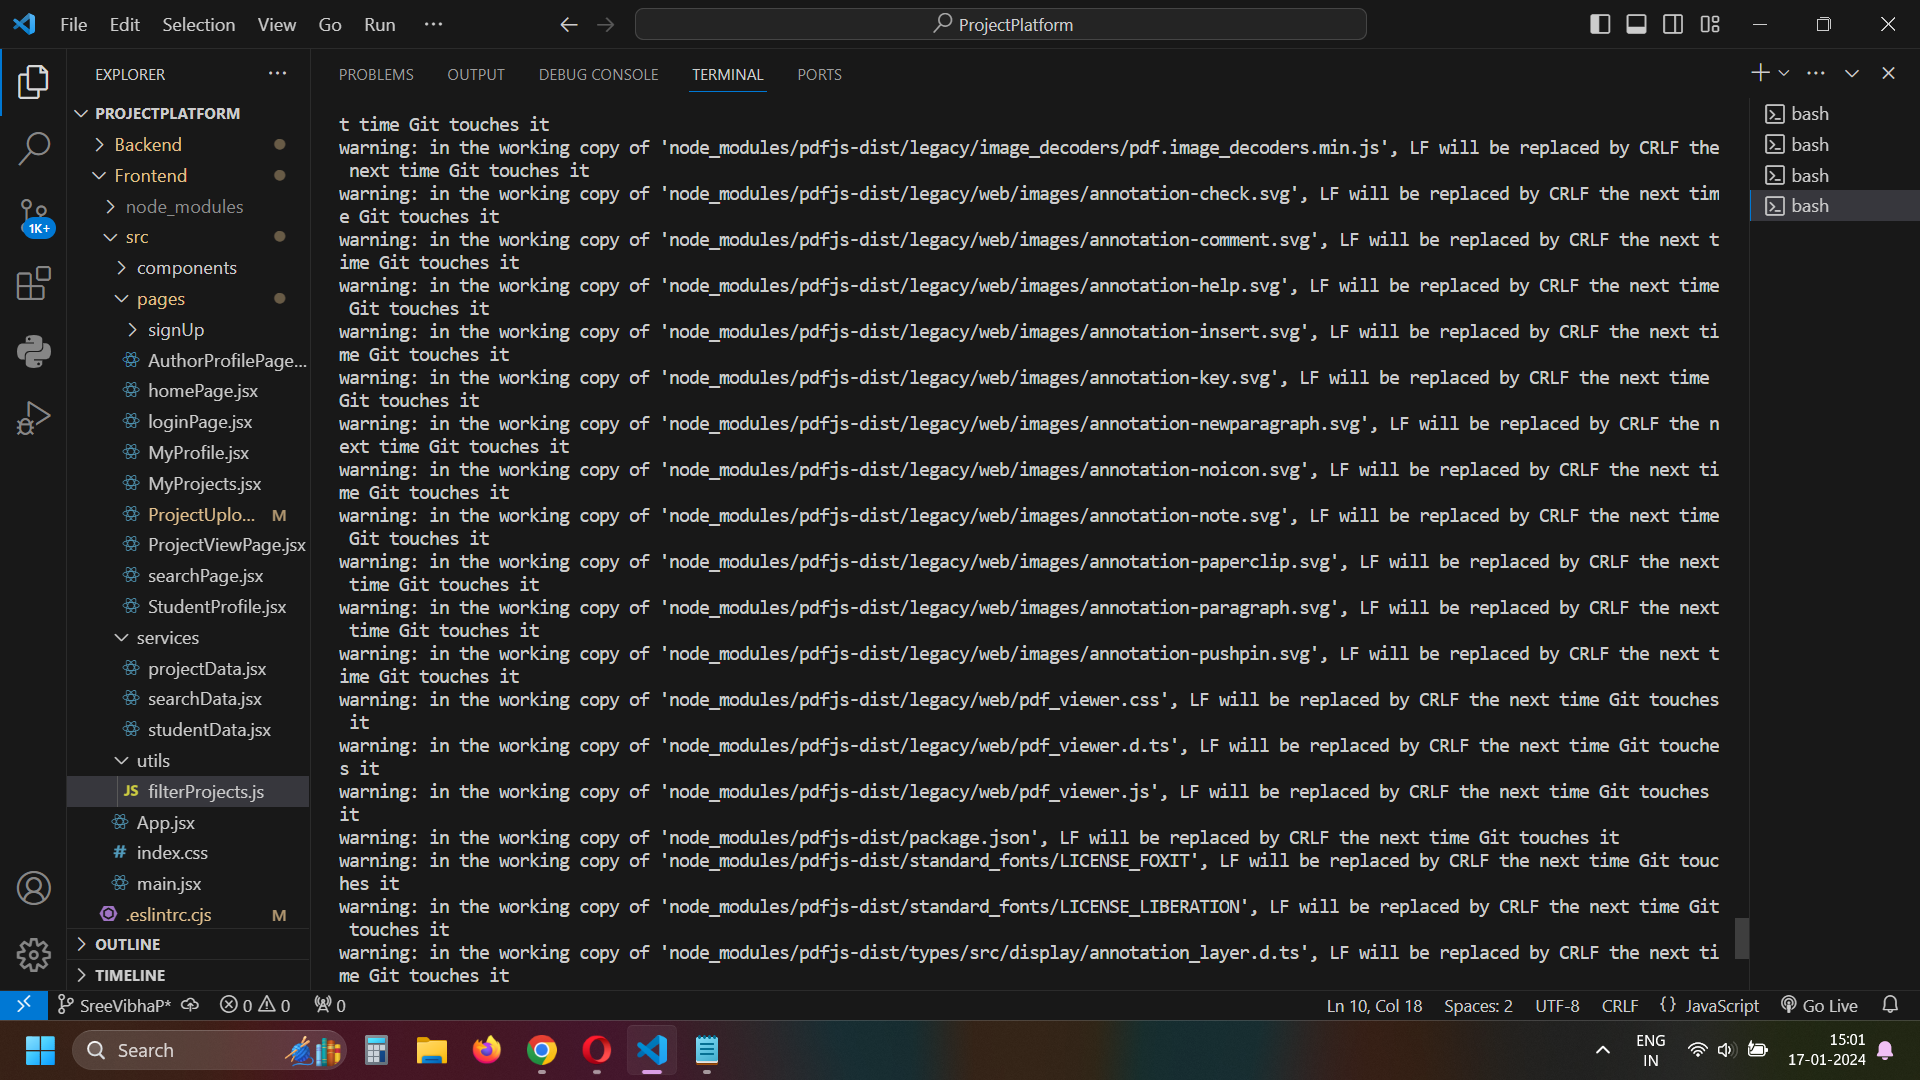 File Edit Selection View Go Run ···
ProjectPlatform
EXPLORER
PROJECTPLATFORM
Backend
Frontend
node_modules
src
components
pages
signUp
AuthorProfilePage...
homePage.jsx
loginPage.jsx
MyProfile.jsx
MyProjects.jsx
ProjectUplo... M
ProjectViewPage.jsx
searchPage.jsx
StudentProfile.jsx
services
projectData.jsx
searchData.jsx
studentData.jsx
utils
JS filterProjects.js
App.jsx
# index.css
main.jsx
.eslintrc.cjs M
OUTLINE
TIMELINE
1K+
PROBLEMS OUTPUT DEBUG CONSOLE TERMINAL PORTS
t time Git touches it
warning: in the working copy of 'node_modules/pdfjs-dist/legacy/image_decoders/pdf.image_decoders.min.js', LF will be replaced by CRLF the
next time Git touches it
warning: in the working copy of 'node_modules/pdfjs-dist/legacy/web/images/annotation-check.svg', LF will be replaced by CRLF the next tim
e Git touches it
warning: in the working copy of 'node_modules/pdfjs-dist/legacy/web/images/annotation-comment.svg', LF will be replaced by CRLF the next t
ime Git touches it
warning: in the working copy of 'node_modules/pdfjs-dist/legacy/web/images/annotation-help.svg', LF will be replaced by CRLF the next time
Git touches it
warning: in the working copy of 'node_modules/pdfjs-dist/legacy/web/images/annotation-insert.svg', LF will be replaced by CRLF the next ti
me Git touches it
warning: in the working copy of 'node_modules/pdfjs-dist/legacy/web/images/annotation-key.svg', LF will be replaced by CRLF the next time
Git touches it
warning: in the working copy of 'node_modules/pdfjs-dist/legacy/web/images/annotation-newparagraph.svg', LF will be replaced by CRLF the n
ext time Git touches it
warning: in the working copy of 'node_modules/pdfjs-dist/legacy/web/images/annotation-noicon.svg', LF will be replaced by CRLF the next ti
me Git touches it
warning: in the working copy of 'node_modules/pdfjs-dist/legacy/web/images/annotation-note.svg', LF will be replaced by CRLF the next time
Git touches it
warning: in the working copy of 'node_modules/pdfjs-dist/legacy/web/images/annotation-paperclip.svg', LF will be replaced by CRLF the next
time Git touches it
warning: in the working copy of 'node_modules/pdfjs-dist/legacy/web/images/annotation-paragraph.svg', LF will be replaced by CRLF the next
time Git touches it
warning: in the working copy of 'node_modules/pdfjs-dist/legacy/web/images/annotation-pushpin.svg', LF will be replaced by CRLF the next t
ime Git touches it
warning: in the working copy of 'node_modules/pdfjs-dist/legacy/web/pdf_viewer.css', LF will be replaced by CRLF the next time Git touches
it
warning: in the working copy of 'node_modules/pdfjs-dist/legacy/web/pdf_viewer.d.ts', LF will be replaced by CRLF the next time Git touche
s it
warning: in the working copy of 'node_modules/pdfjs-dist/legacy/web/pdf_viewer.js', LF will be replaced by CRLF the next time Git touches
it
warning: in the working copy of 'node_modules/pdfjs-dist/package.json', LF will be replaced by CRLF the next time Git touches it
warning: in the working copy of 'node_modules/pdfjs-dist/standard_fonts/LICENSE_FOXIT', LF will be replaced by CRLF the next time Git touc
hes it
warning: in the working copy of 'node_modules/pdfjs-dist/standard_fonts/LICENSE_LIBERATION', LF will be replaced by CRLF the next time Git
touches it
warning: in the working copy of 'node_modules/pdfjs-dist/types/src/display/annotation_layer.d.ts', LF will be replaced by CRLF the next ti
me Git touches it
bash
bash
bash
bash
SreeVibhaP* 0 0 0
Ln 10, Col 18 Spaces: 2 UTF-8 CRLF {} JavaScript Go Live
Search
ENG
IN
15:01
17-01-2024